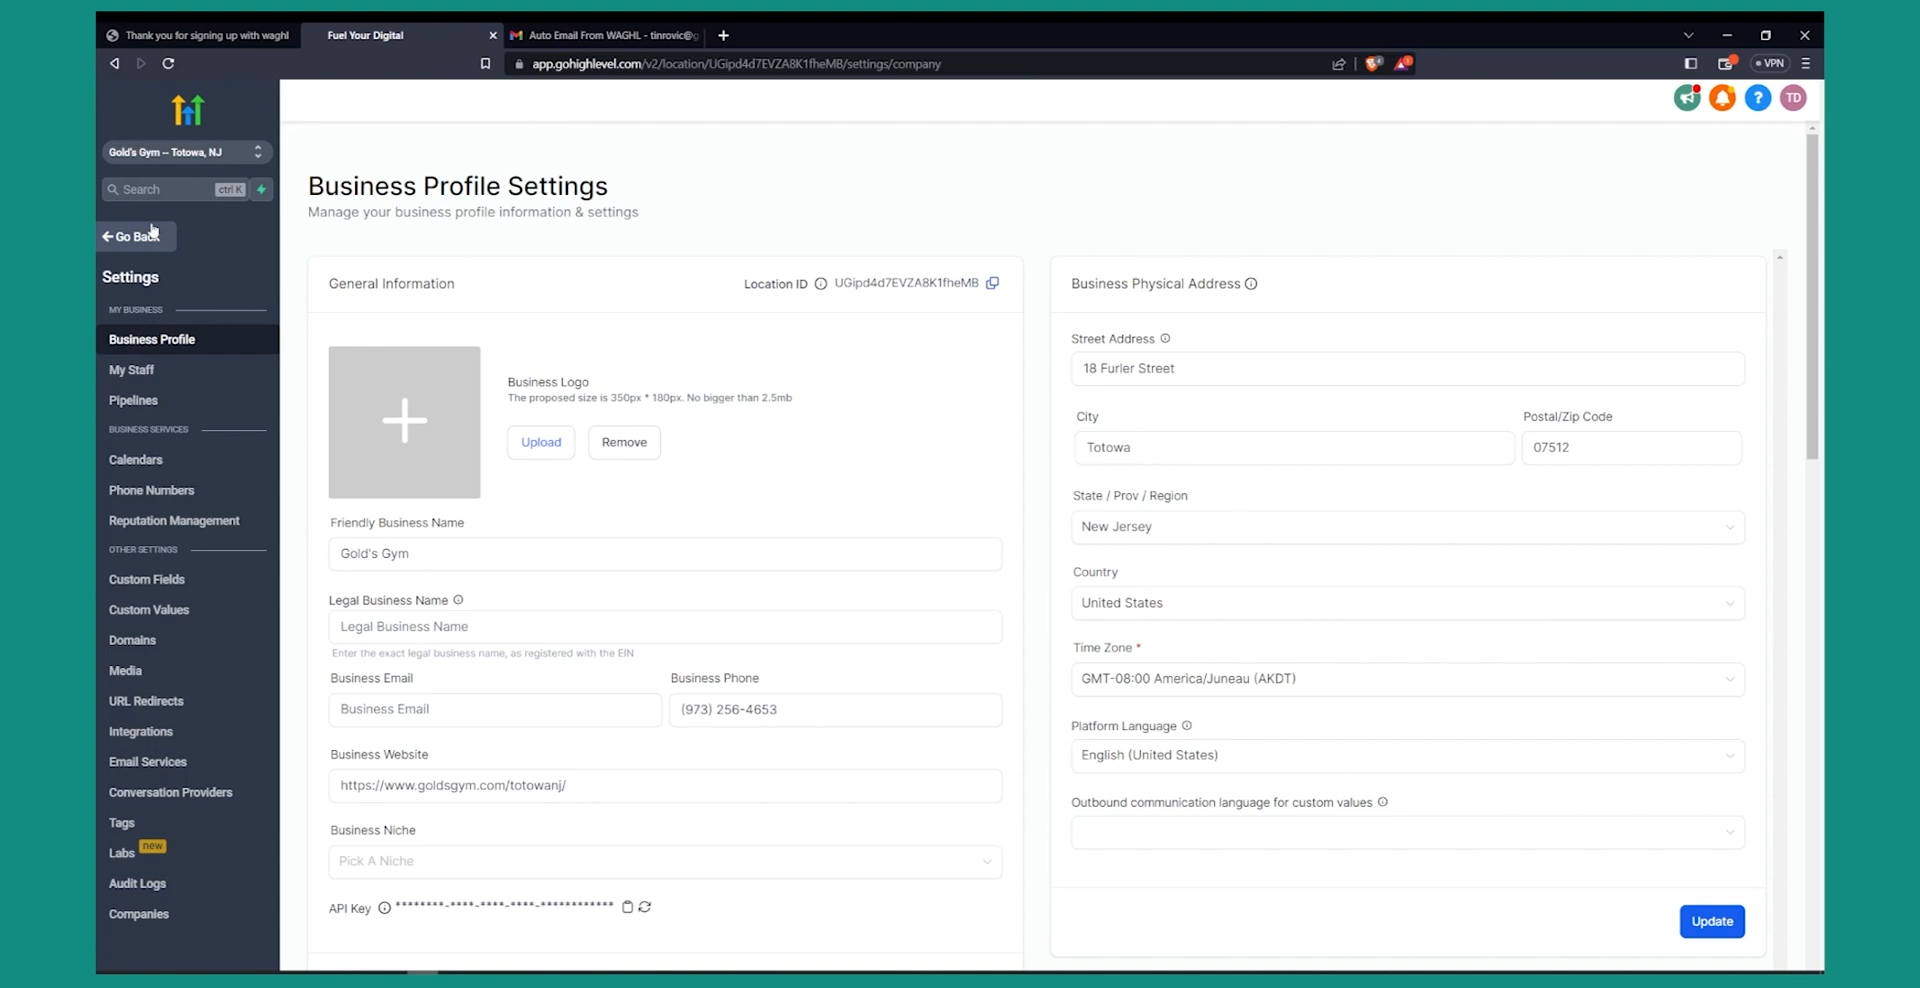 Thank you for signing up with waghl
Fuel Your Digital
Auto Email From WAGHL - tinrovic@g
app.gohighlevel.com/v2/location/UGipd4d7EVZA8K1fheMB/settings/company
VPN
TD
Gold's Gym – Totowa, NJ
Search
ctrl K
Go Back
Settings
MY BUSINESS
Business Profile
My Staff
Pipelines
BUSINESS SERVICES
Calendars
Phone Numbers
Reputation Management
OTHER SETTINGS
Custom Fields
Custom Values
Domains
Media
URL Redirects
Integrations
Email Services
Conversation Providers
Tags
Labs new
Audit Logs
Companies
Business Profile Settings
Manage your business profile information & settings
General Information
Location ID UGipd4d7EVZA8K1fheMB
Business Logo
The proposed size is 350px * 180px. No bigger than 2.5mb
Upload Remove
Friendly Business Name
Gold's Gym
Legal Business Name
Legal Business Name
Enter the exact legal business name, as registered with the EIN
Business Email
Business Email
Business Phone
(973) 256-4653
Business Website
https://www.goldsgym.com/totowanj/
Business Niche
Pick A Niche
API Key ********-****-****-****-************
Business Physical Address
Street Address
18 Furler Street
City
Totowa
Postal/Zip Code
07512
State / Prov / Region
New Jersey
Country
United States
Time Zone *
GMT-08:00 America/Juneau (AKDT)
Platform Language
English (United States)
Outbound communication language for custom values
Update